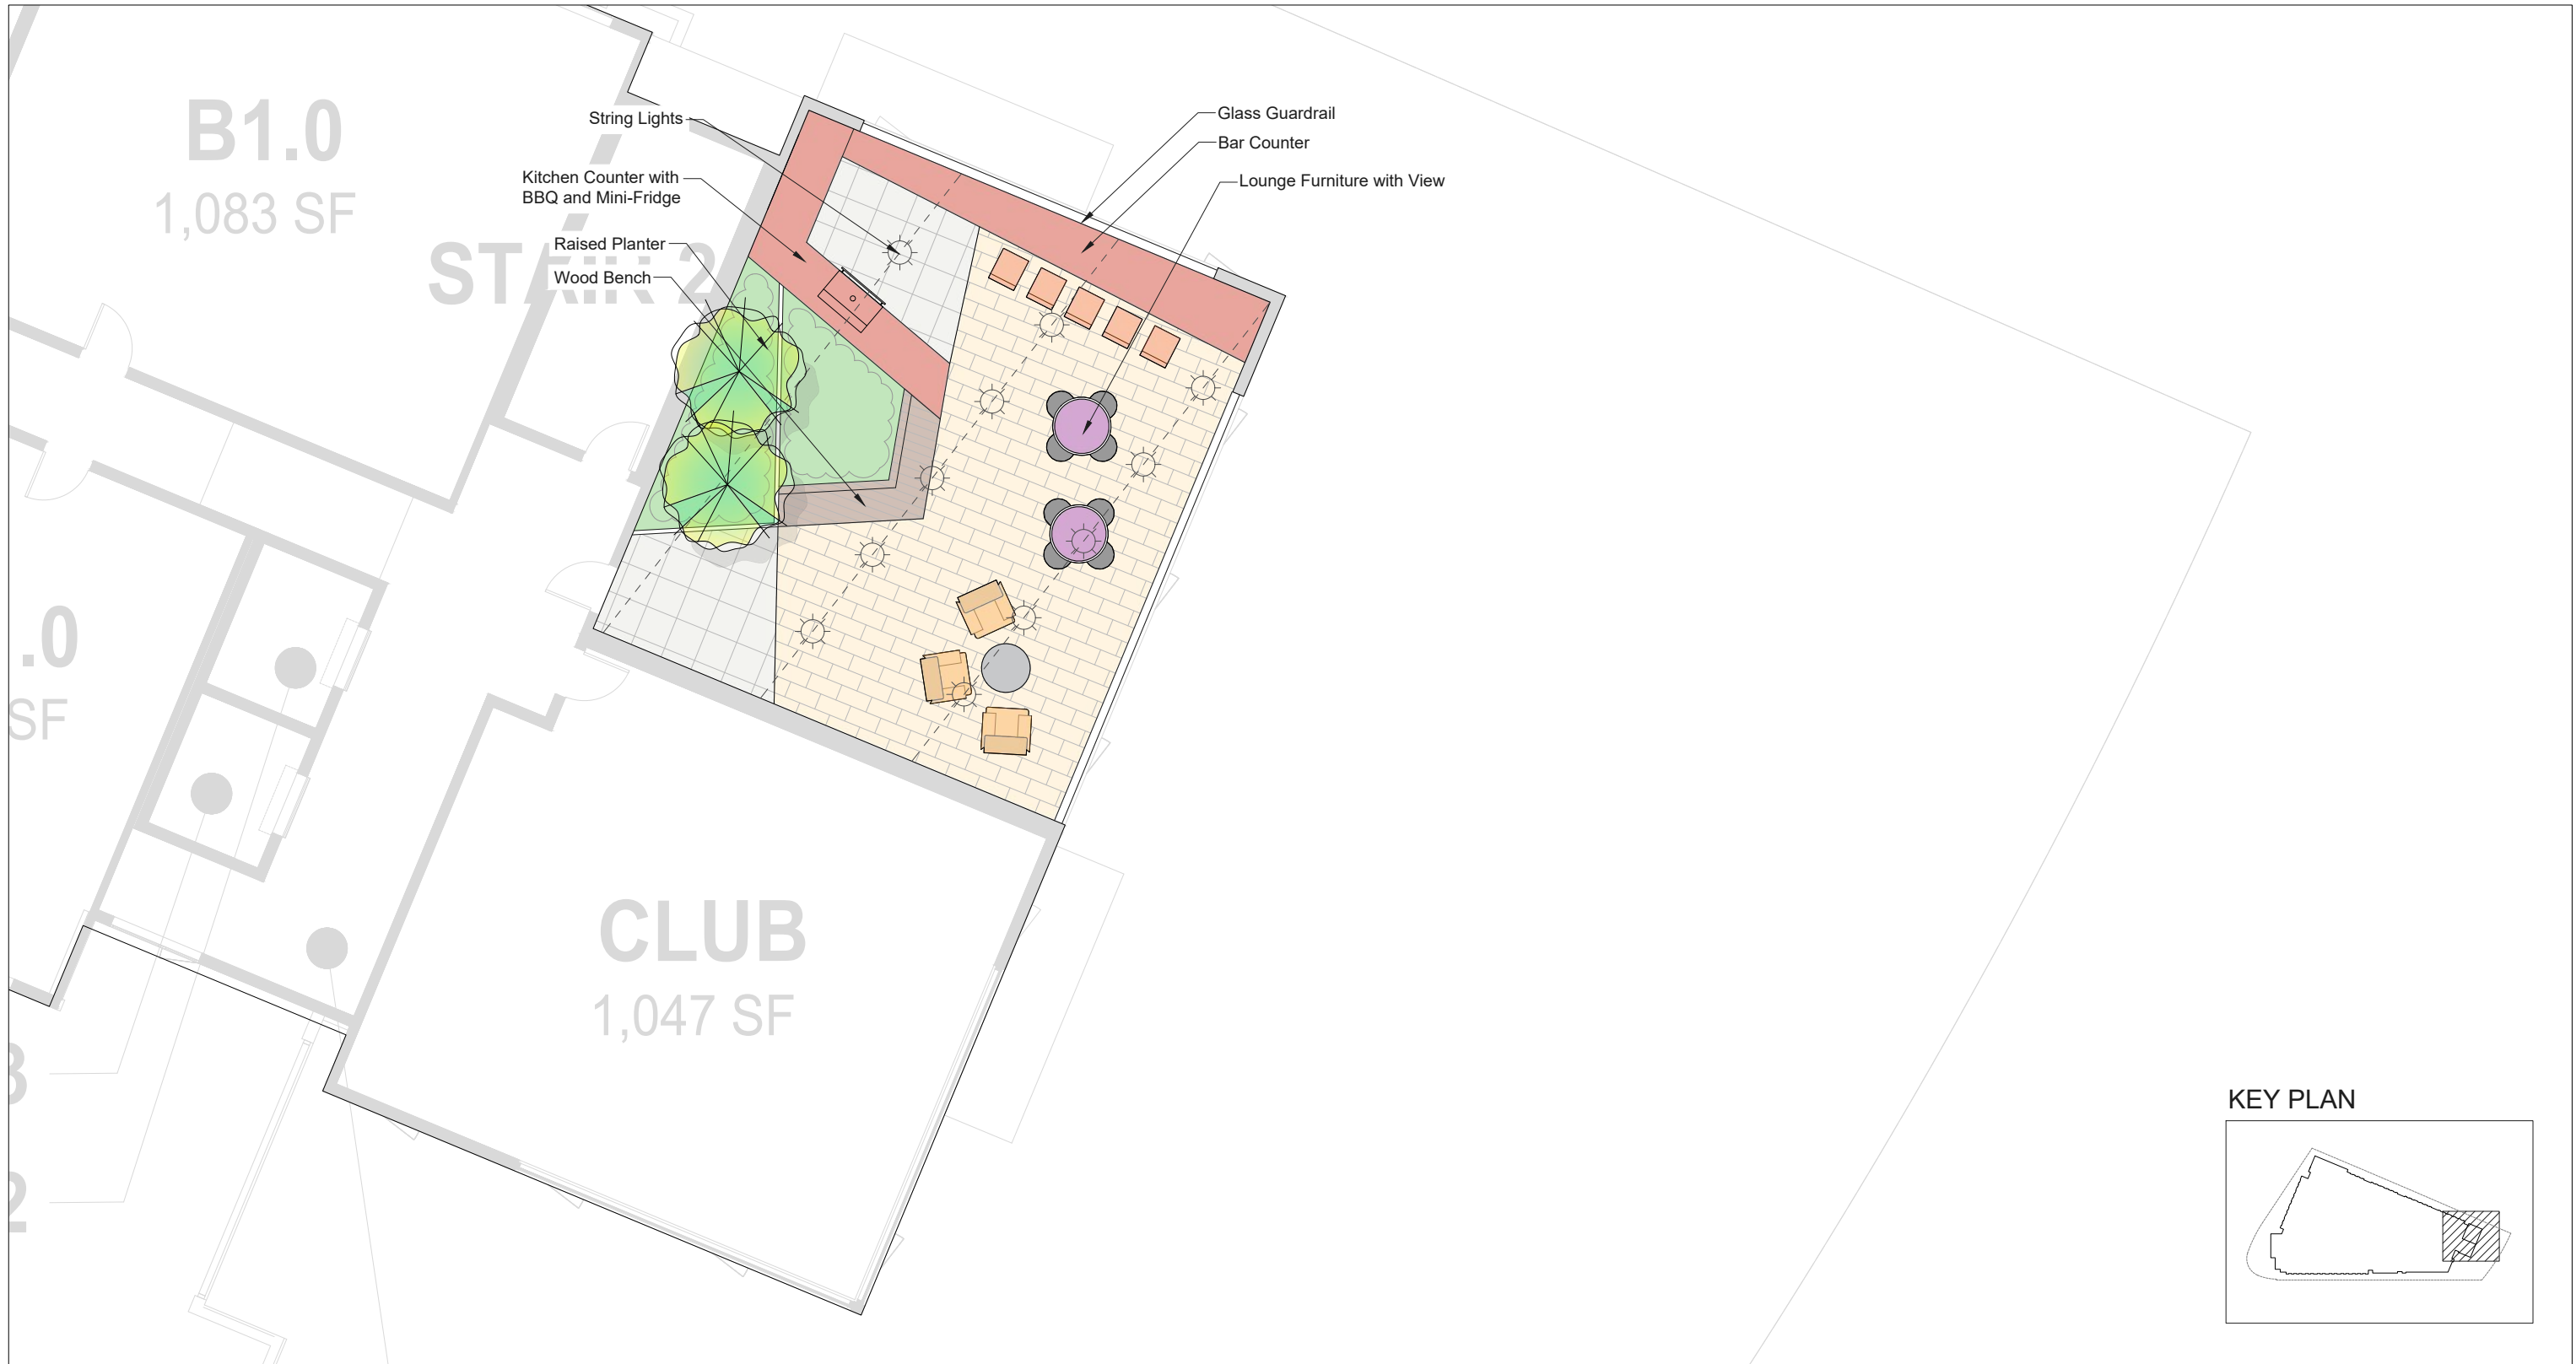 B1.0
1,083 SF
String Lights
Kitchen Counter with
BBQ and Mini-Fridge
Raised Planter
Wood Bench
Glass Guardrail
Bar Counter
Lounge Furniture with View
.0
SF
CLUB
1,047 SF
3
2
KEY PLAN